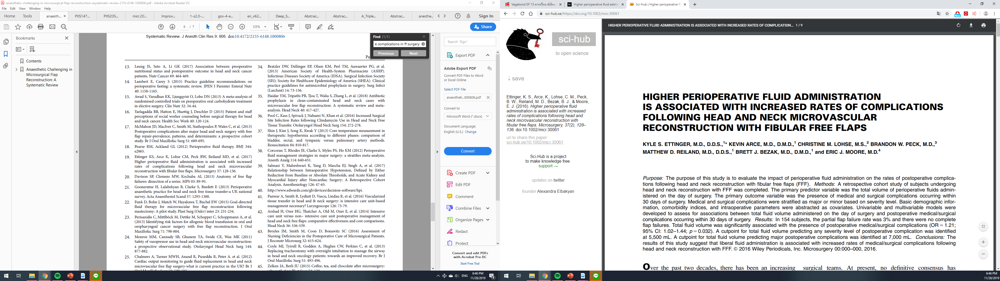 anaesthetic-challenging-in-microsurgical-flap-reconstruction-asystematic-review-2155-6148-1000806.pdf - Adobe Acrobat Reader DC
File Edit View Window Help
Home Tools anaesth... × PIIS147... PIIS205... micr.20... Improv... 1-s2.0-... gox-4-e... en_v62... Deep_S... Abstrac... Abstrac... A_Triple... Abstrac... anesthe... Sign In
6 / 7 125% Share
Bookmarks
Contents
Anaesthetic Challenging in
Microsurgical Flap
Reconstruction: A
Systematic Review
Systematic Review. J Anesth Clin Res 9: 806. doi:10.4172/2155-6148.1000806
Find (1/1)
e complications in ff surgery
Previous Next
Pa
13. Leung JS, Seto A, Li GK (2017) Association between preoperative
nutritional status and postoperative outcome in head and neck cancer
patients. Nutr Cancer 69: 464-469.
14. Lambert E, Carey S (2015) Practice guideline recommendations on
perioperative fasting: a systematic review. JPEN J Parenter Enteral Nutr
40: 1158-1165.
15. Awad S, Varadhan KK, Ljungqvist O, Lobo DN (2013) A meta-analysis of
randomised controlled trials on preoperative oral carbohydrate treatment
in elective surgery. Clin Nutr 32: 34-44.
16. Yarlagadda BB, Hatton E, Huettig J, Deschler D (2015) Patient and staff
perceptions of social worker counseling before surgical therapy for head
and neck cancer. Health Soc Work 40: 120-124.
17. McMahon JD, MacIver C, Smith M, Stathopoulos P, Wales C, et al. (2013)
Postoperative complications after major head and neck surgery with free
flap repair-prevalence, patterns, and determinants: a prospective cohort
study. Br J Oral Maxillofac Surg 51: 689-695.
18. Pearse RM, Ackland GL (2012) Perioperative fluid therapy. BMJ 344:
e2865.
19. Ettinger KS, Arce K, Lohse CM, Peck BW, Reiland MD, et al. (2017)
Higher perioperative fluid administration is associated with increased
rates of complications following head and neck microvascular
reconstruction with fibular free flaps. Microsurgery 37: 128-136.
20. Davison SP, Clemens MW, Kochuba AL (2013) Anatomy of free flap
failures: dissection of a series. MPS 03: 89-95.
21. Gooneratne H, Lalabekyan B, Clarke S, Burdett E (2013) Perioperative
anaesthetic practice for head and neck free tissue transfer-a UK national
survey. Acta Anaesthesiol Scand 57: 1293-1300.
22. Funk D, Bohn J, Mutch W, Hayakawa T, Buchel EW (2015) Goal-directed
fluid therapy for microvascular free flap reconstruction following
mastectomy: A pilot study. Plast Surg (Oakv) inter 23: 231-234.
23. Perisanidis C, Mittlböck M, Dettke M, Schopper C, Schoppmann A, et al.
(2013) Identifying risk factors for allogenic blood transfusion in oral and
oropharyngeal cancer surgery with free flap reconstruction. J Oral
Maxillofac Surg 71: 798-804.
24. Monroe MM, Cannady SB, Ghanem TA, Swide CE, Wax MK (2011)
Safety of vasopressor use in head and neck microvascular reconstruction:
a prospective observational study. Otolaryngol Head Neck Surg 144:
877-882.
25. Chalmers A, Turner MWH, Anand R, Puxeddu R, Peter A. et al. (2012)
Cardiac output monitoring to guide fluid replacement in head and neck
microvascular free flap surgery-what is current practice in the UK? Br J
34. Bratzler DW, Dellinger EP, Olsen KM, Perl TM, Auwaerter PG, et al.
(2013) American Society of Health-System Pharmacists (ASHP).
Infectious Diseases Society of America (IDSA). Surgical Infection Society
(SIS); Society for Healthcare Epidemiology of America (SHEA). Clinical
practice guidelines for antimicrobial prophylaxis in surgery. Surg Infect
(Larchmt) 14: 73-156.
35. Haidar YM, Tripathi PB, Tjoa T, Walia S, Zhang L, et al. (2018) Antibiotic
prophylaxis in clean-contaminated head and neck cases with
microvascular free flap reconstruction: A systematic review and meta-
analysis. Head Neck 40: 417-427.
36. Pool C, Kass J, Spivack J, Nahumi N, Khan et al. (2016) Increased Surgical
Site Infection Rates following Clindamycin Use in Head and Neck Free
Tissue Transfer. Otolaryngol Head Neck Surg 154: 272-278.
37. Shin J, Kim J, Song K, Kwak Y (2013) Core temperature measurement in
therapeutic hypothermia according to different phases: comparison of
bladder, rectal, and tympanic versus pulmonary artery methods.
Resuscitation 84: 810-817.
38. Corcoran T, Rhodes JE, Clarke S, Myles PS, Ho KM (2012) Perioperative
fluid management strategies in major surgery: a stratifies meta-analysis.
Anesth Analg 114: 640-651.
39. Salmasi V, Maheshwari K, Yang D, Mascha EJ, Singh A, et al. (2017)
Relationship between Intraoperative Hypotension, Defined by Either
Reduction from Baseline or Absolute Thresholds, and Acute Kidney and
Myocardial Injury after Noncardiac Surgery: A Retrospective Cohort
Analysis. Anesthesiology 126: 47-65.
40. http://www.edwards.com/gb/devices/decision-software/hpi.
41. Panwar A, Smith R, Lydiatt D, Vascu, Lindau R, et al. (2016) Vascularized
tissue transfer in head and & neck surgery: is intensive care unit-based
management necessary? Laryngoscope 126: 73-79.
42. Arshad H, Ozer HG, Thatcher A, Old M, Ozer E, et al. (2014) Intensive
care unit versus non– intensive care unit postoperative management of
head and neck free flaps: comparative effectiveness and cost comparisons.
Head Neck 36: 536-539.
43. Broyles JM, Smith M, Coon D, Bonawitz SC (2016) Assessment of
Nursing Deficiencies in the Postoperative Care of Microsurgical Patients.
J Reconstr Microsurg 32: 615-624.
44. Coyle MJ, Tyrrell R, Godden A, Hughes CW, Perkins C, et al. (2013)
Replacing tracheostomy with overnight intubation to manage the airway
in head and neck oncology patients: towards an improved recovery. Br J
Oral Maxillofac Surg 51: 493-496.
45. Zelken JA, Berli JU (2015) Coffee, tea, and chocolate after microsurgery:
Search 'Sign'
Export PDF
Adobe Export PDF
Convert PDF Files to Word
or Excel Online
Select PDF File
anaestheti...000806.pdf
Convert to
Microsoft Word (*.docx)
Document Language:
English (U.S.) Change
Convert
Create PDF
Edit PDF
Comment
Combine Files
Organize Pages
Redact
Protect
Convert and edit PDFs
with Acrobat Pro DC
Start Free Trial
ENG 6:46 PM
11/28/2019
4
Vagabond EP 13 พากย์ไทย ซับไทย Higher perioperative fluid admin Sci-Hub | Higher perioperative fl
sci-hub.se/https://doi.org/10.1002/micr.30061
New
sci-hub
to open science
↓ save
Ettinger, K. S., Arce, K., Lohse, C. M., Peck,
B. W., Reiland, M. D., Bezak, B. J., & Moore,
E. J. (2016). Higher perioperative fluid
administration is associated with increased
rates of complications following head and
neck microvascular reconstruction with
fibular free flaps. Microsurgery, 37(2), 128–
136. doi:10.1002/micr.30061
url to share this paper:
sci-hub.se/10.1002/micr.30061
Sci-Hub is a project
to make knowledge free.
support →
updates on twitter
founder Alexandra Elbakyan
HIGHER PERIOPERATIVE FLUID ADMINISTRATION IS ASSOCIATED WITH INCREASED RATES OF COMPLICATION... 1 / 9
HIGHER PERIOPERATIVE FLUID ADMINISTRATION
IS ASSOCIATED WITH INCREASED RATES OF COMPLICATIONS
FOLLOWING HEAD AND NECK MICROVASCULAR
RECONSTRUCTION WITH FIBULAR FREE FLAPS
KYLE S. ETTINGER, M.D., D.D.S.,1* KEVIN ARCE, M.D., D.M.D.,1 CHRISTINE M. LOHSE, M.S.,2 BRANDON W. PECK, M.D.,3
MATTHEW D. REILAND, M.D., D.D.S.,1 BRETT J. BEZAK, M.D., D.M.D.,1 and ERIC J. MOORE, M.D.4
Purpose: The purpose of this study is to evaluate the impact of perioperative fluid administration on the rates of postoperative complica-
tions following head and neck reconstruction with fibular free flaps (FFF). Methods: A retrospective cohort study of subjects undergoing
head and neck reconstruction with FFF was completed. The primary predictor variable was the total volume of perioperative fluids admin-
istered on the day of surgery. The primary outcome variable was the presence of medical and surgical complications occurring within
30 days of surgery. Medical and surgical complications were stratified as major or minor based on severity level. Basic demographic infor-
mation, comorbidity indices, and intraoperative parameters were abstracted as covariates. Univariable and multivariable models were
developed to assess for associations between total fluid volume administered on the day of surgery and postoperative medical/surgical
complications occurring within 30 days of surgery. Results: In 154 subjects, the partial flap failure rate was 3% and there were no complete
flap failures. Total fluid volume was significantly associated with the presence of postoperative medical/surgical complications (OR = 1.21;
95% CI: 1.02–1.44; p = 0.032). A cutpoint for total fluid volume predicting any severity level of postoperative complication was identified
at 5,500 mL. A cutpoint for total fluid volume predicting major postoperative complications was identified at 7,000 mL. Conclusions: The
results of this study suggest that liberal fluid administration is associated with increased rates of medical/surgical complications following
head and neck reconstruction with FFF. © 2016 Wiley Periodicals, Inc. Microsurgery 00:000–000, 2016.
Over the past two decades, there has been an increasing surgical teams. At present, no definitive consensus has
6:46 PM
11/28/2019